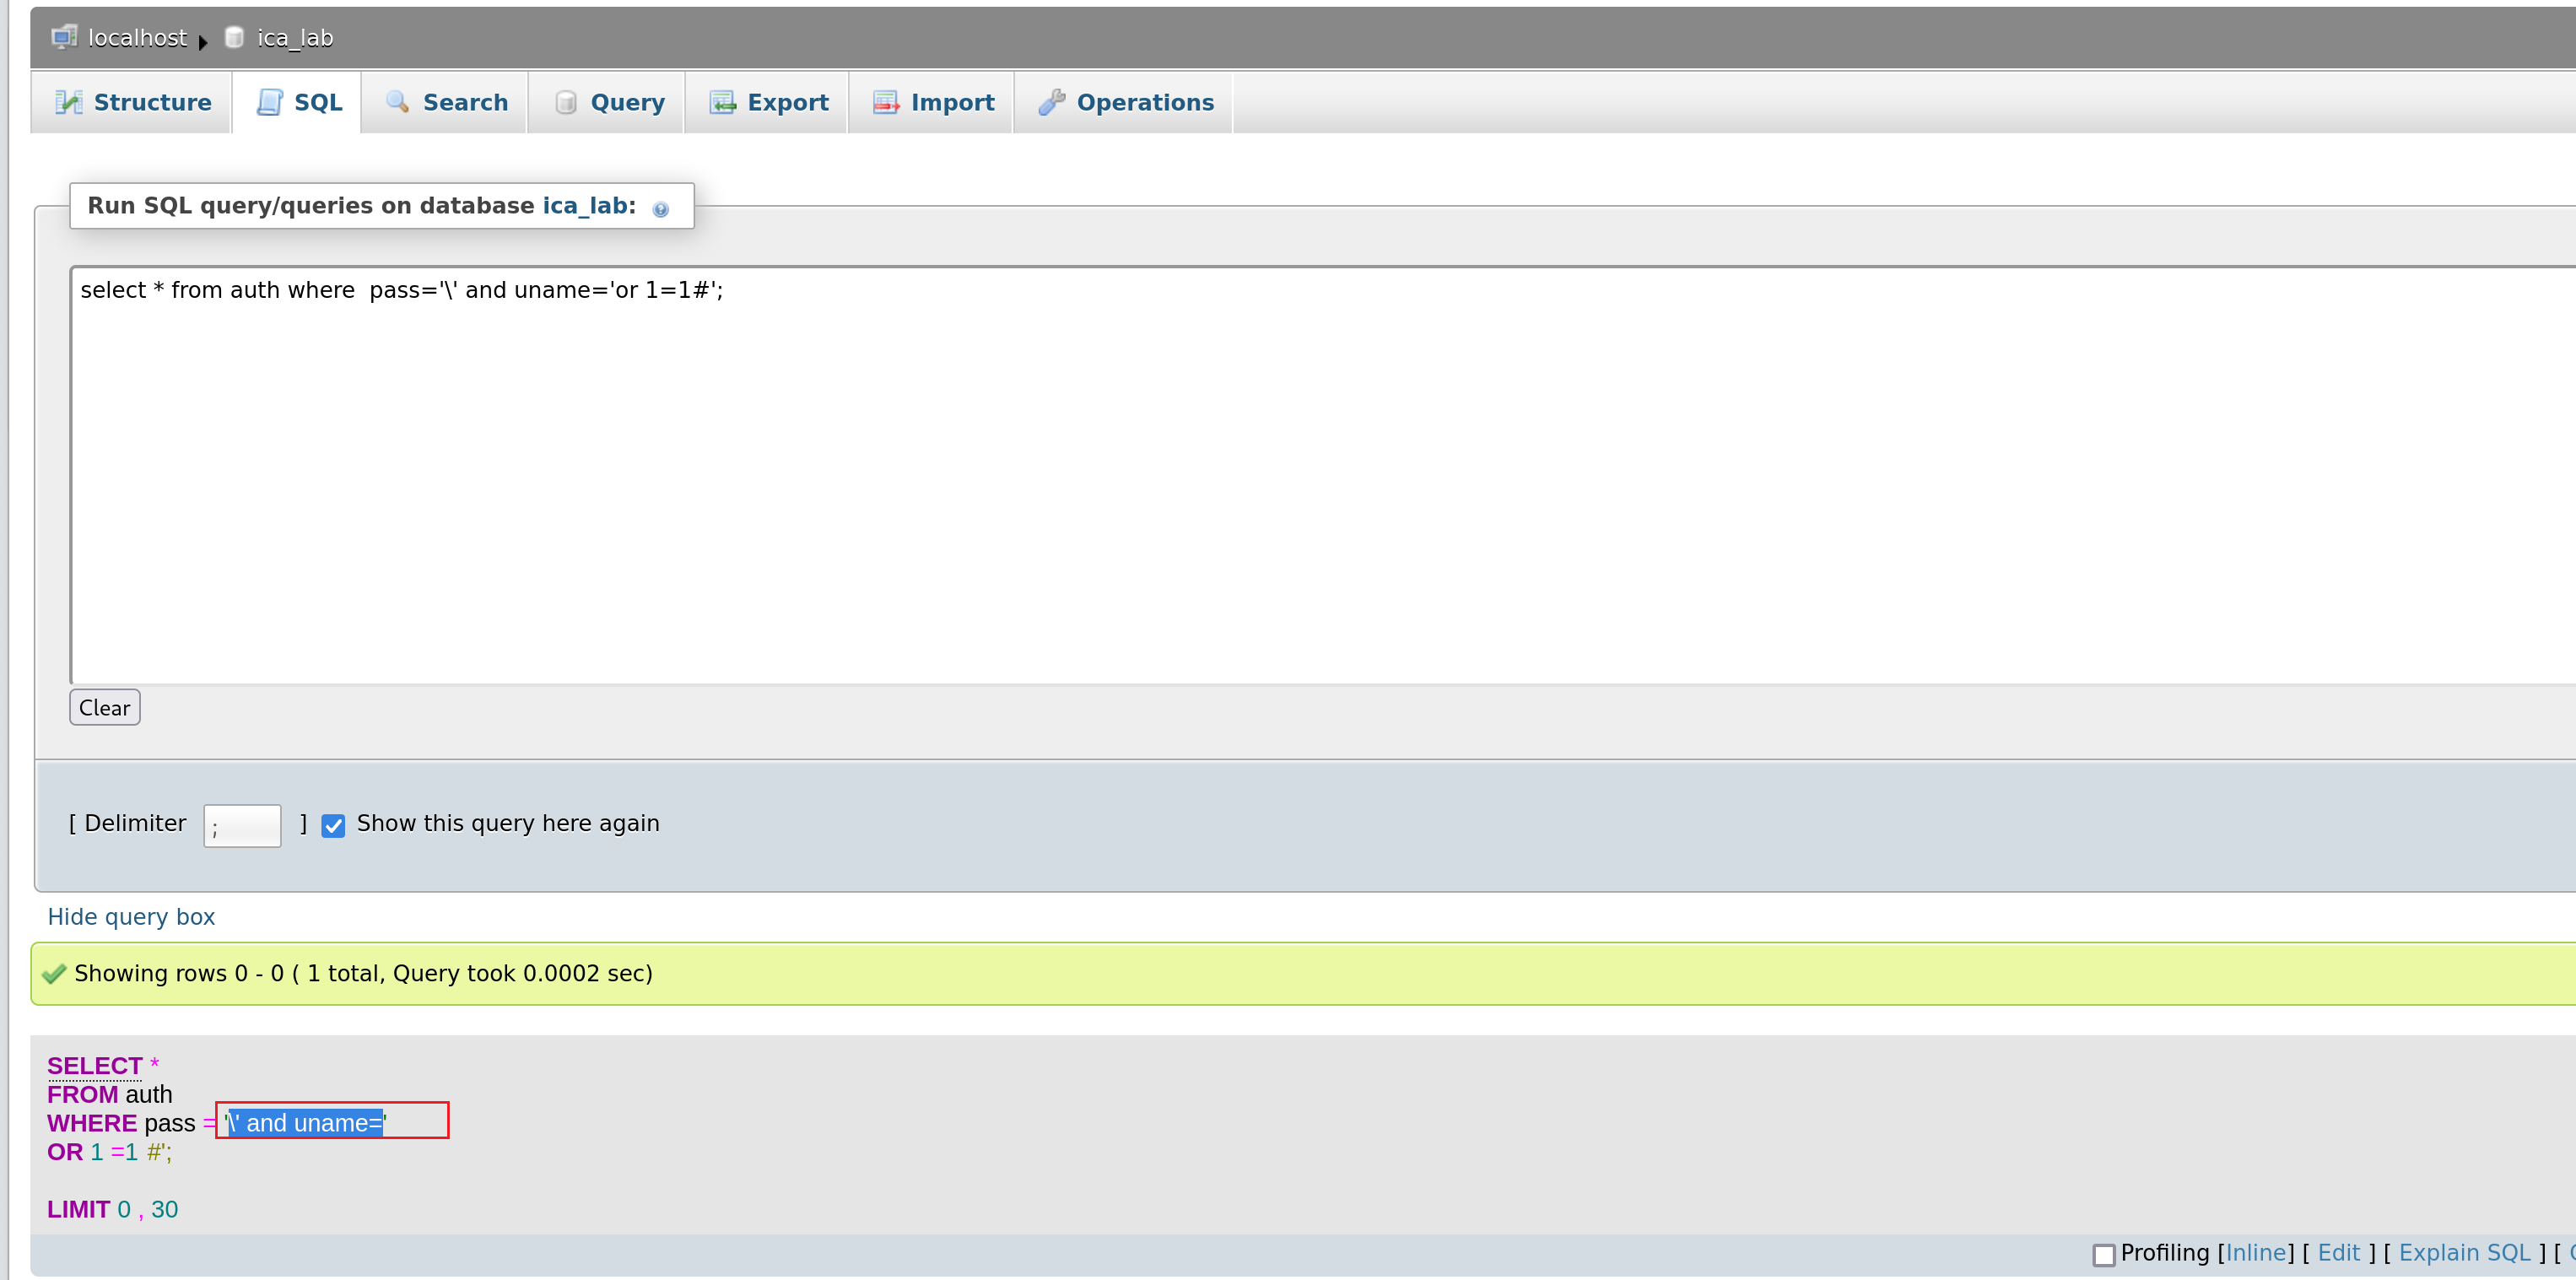 localhost ica_lab
Structure SQL Search Query Export Import Operations
Run SQL query/queries on database ica_lab:
select * from auth where  pass='\' and uname='or 1=1#';
Clear
[ Delimiter ; ] Show this query here again
Hide query box
Showing rows 0 - 0 ( 1 total, Query took 0.0002 sec)
SELECT *
FROM auth
WHERE pass = '\' and uname='
OR 1 =1 #';
LIMIT 0 , 30
Profiling [Inline] [ Edit ] [ Explain SQL ] [